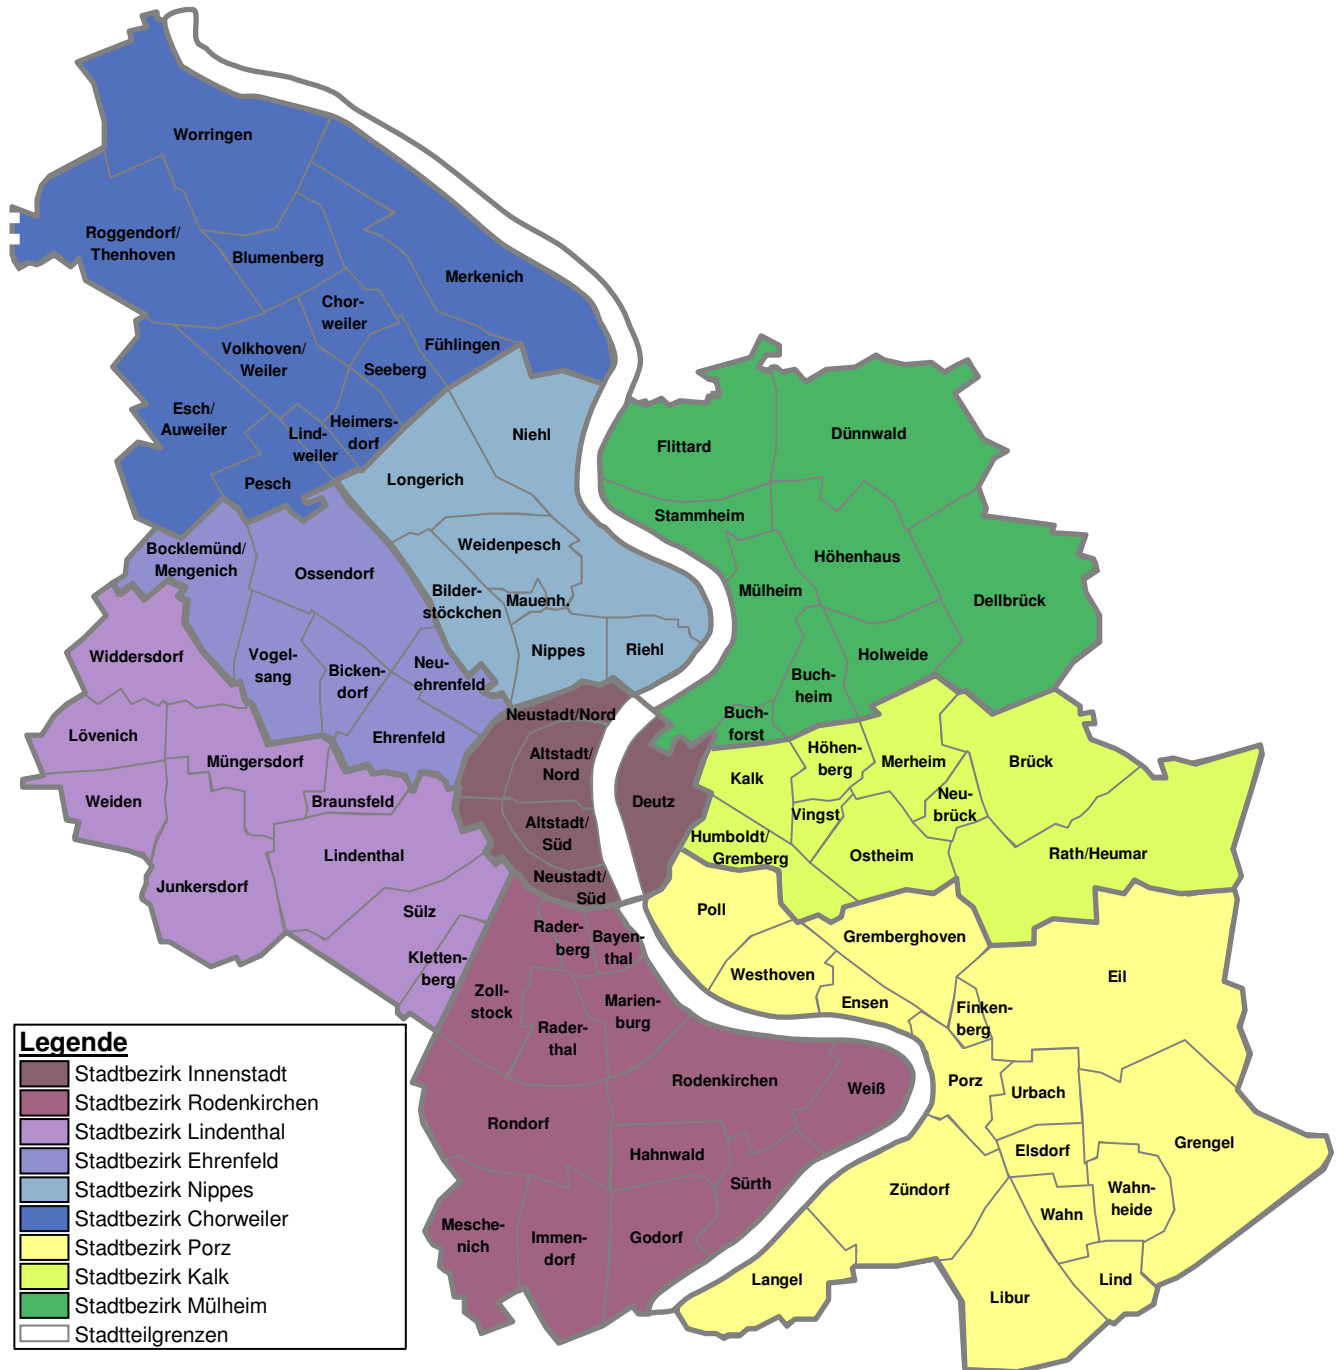 Worringen
Roggendorf/
Thenhoven
Blumenberg
Merkenich
Chor-
weiler
Fühlingen
Volkhoven/
Weiler
Seeberg
Esch/
Auweiler
Heimers-
dorf
Lind-
weiler
Pesch
Niehl
Longerich
Weidenpesch
Bilder-
stöckchen
Mauenh.
Nippes
Riehl
Flittard
Dünnwald
Stammheim
Höhenhaus
Mülheim
Dellbrück
Holweide
Buch-
heim
Buch-
forst
Bocklemünd/
Mengenich
Ossendorf
Vogel-
sang
Bicken-
dorf
Neu-
ehrenfeld
Ehrenfeld
Widdersdorf
Lövenich
Müngersdorf
Weiden
Braunsfeld
Lindenthal
Junkersdorf
Sülz
Kletten-
berg
Neustadt/Nord
Altstadt/
Nord
Deutz
Altstadt/
Süd
Neustadt/
Süd
Kalk
Höhen-
berg
Merheim
Brück
Neu-
brück
Vingst
Humboldt/
Gremberg
Ostheim
Rath/Heumar
Poll
Gremberghoven
Westhoven
Ensen
Eil
Finken-
berg
Porz
Urbach
Elsdorf
Grengel
Wahn-
heide
Wahn
Zündorf
Lind
Langel
Libur
Rader-
berg
Bayen-
thal
Zoll-
stock
Marien-
burg
Rader-
thal
Rodenkirchen
Weiß
Rondorf
Hahnwald
Sürth
Mesche-
nich
Immen-
dorf
Godorf
Legende
Stadtbezirk Innenstadt
Stadtbezirk Rodenkirchen
Stadtbezirk Lindenthal
Stadtbezirk Ehrenfeld
Stadtbezirk Nippes
Stadtbezirk Chorweiler
Stadtbezirk Porz
Stadtbezirk Kalk
Stadtbezirk Mülheim
Stadtteilgrenzen